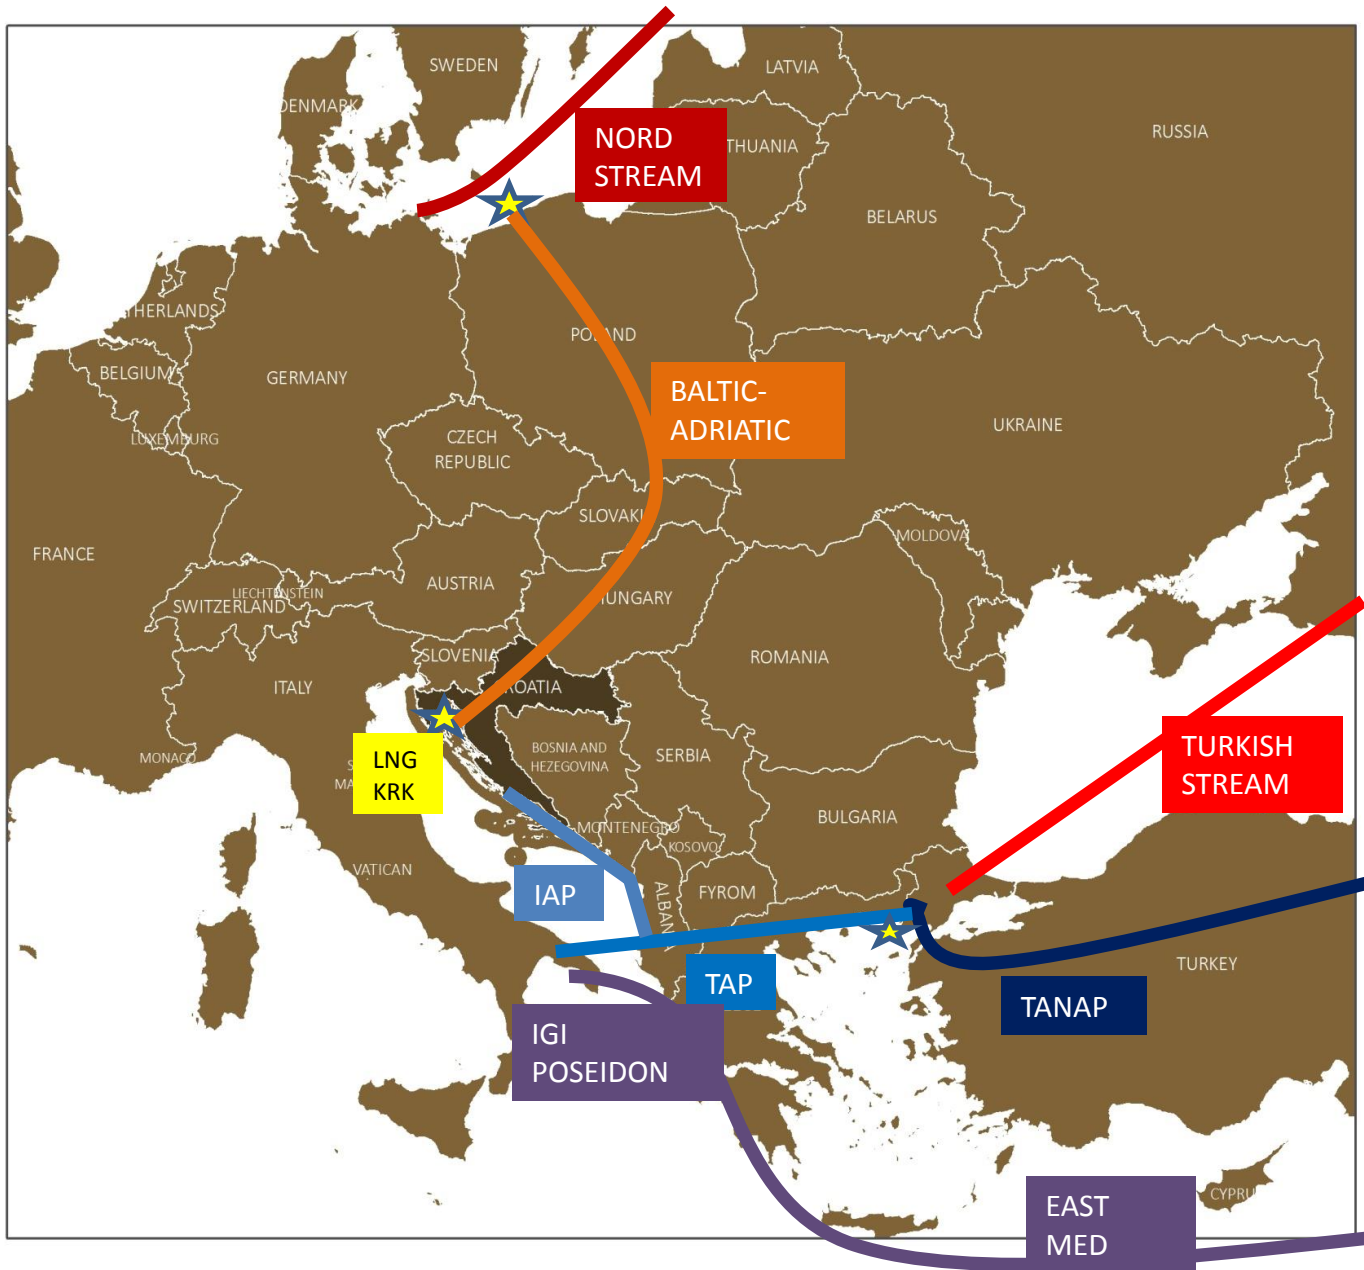 SWEDEN
LATVIA
DENMARK
RUSSIA
NORD
STREAM
THUANIA
BELARUS
THERLANDS
POLAND
BELGIUM
GERMANY
BALTIC-
ADRIATIC
LUXEMBURG
CZECH
REPUBLIC
UKRAINE
SLOVAKI
FRANCE
MOLDOVA
AUSTRIA
LIECHTENSTEIN
SWITZERLAND
HUNGARY
SLOVENIA
ROMANIA
ITALY
CROATIA
LNG
KRK
MONACO
S
MA
BOSNIA AND
HEZEGOVINA
SERBIA
TURKISH
STREAM
BULGARIA
MONTENEGRO
KOSOVO
VATICAN
IAP
ALBANIA
FYROM
TAP
TURKEY
TANAP
IGI
POSEIDON
CYPRU
EAST
MED